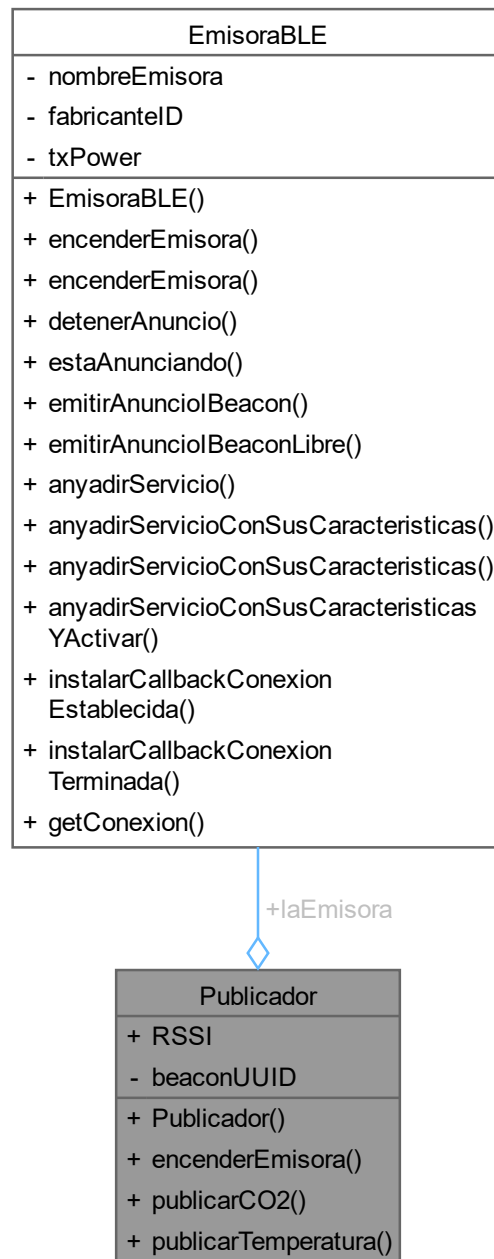 EmisoraBLE
- nombreEmisora
- fabricanteID
- txPower
+ EmisoraBLE()
+ encenderEmisora()
+ encenderEmisora()
+ detenerAnuncio()
+ estaAnunciando()
+ emitirAnuncioIBeacon()
+ emitirAnuncioIBeaconLibre()
+ anyadirServicio()
+ anyadirServicioConSusCaracteristicas()
+ anyadirServicioConSusCaracteristicas()
+ anyadirServicioConSusCaracteristicas
YActivar()
+ instalarCallbackConexion
Establecida()
+ instalarCallbackConexion
Terminada()
+ getConexion()
+laEmisora
Publicador
+ RSSI
- beaconUUID
+ Publicador()
+ encenderEmisora()
+ publicarCO2()
+ publicarTemperatura()